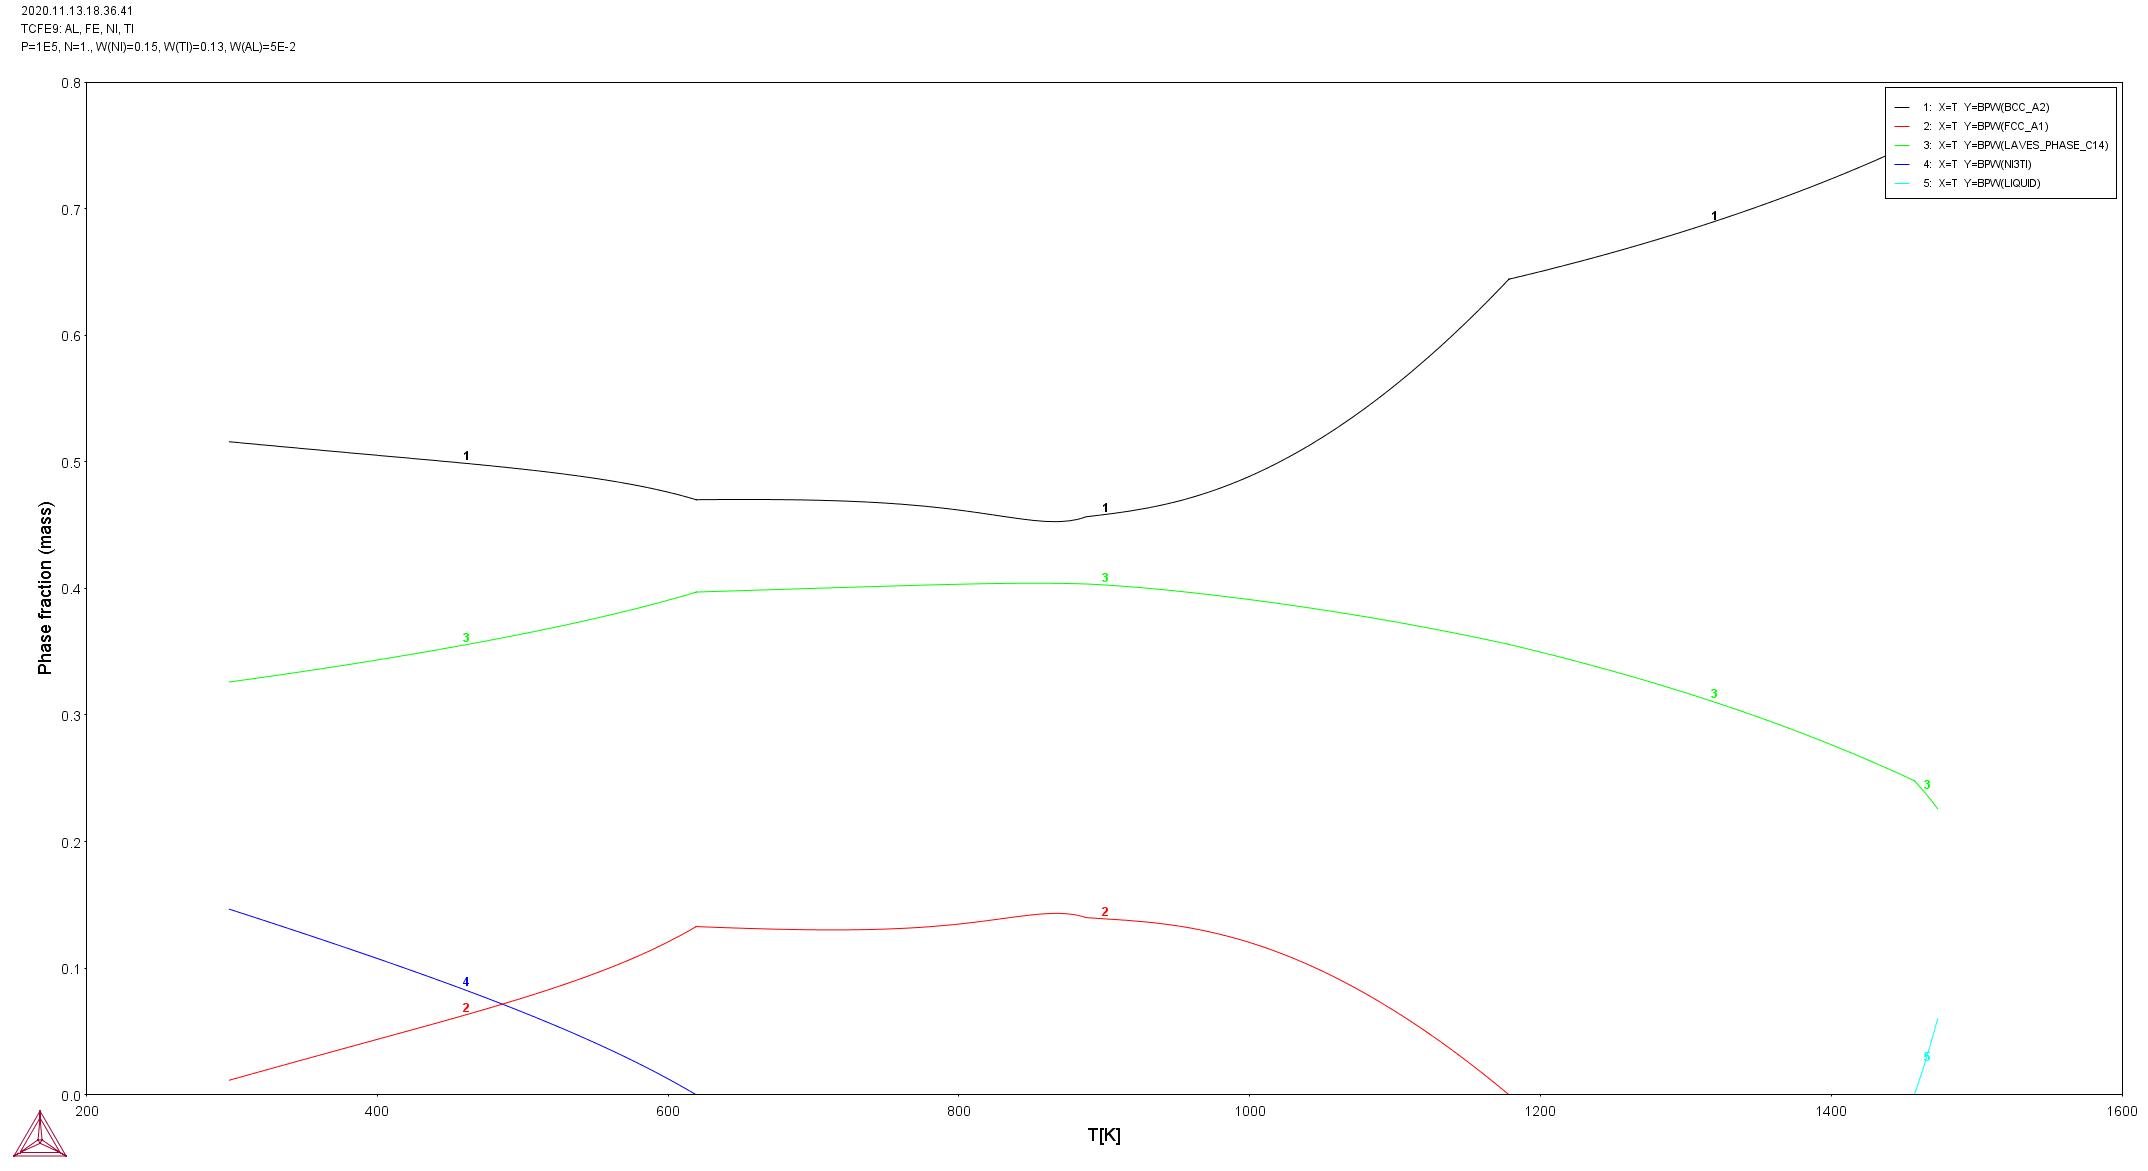 2020.11.13.18.36.41
TCFE9: AL, FE, NI, TI
P=1E5, N=1., W(NI)=0.15, W(TI)=0.13, W(AL)=5E-2
0.8
0.7
0.6
0.5
0.4
0.3
0.2
0.1
0.0
Phase fraction (mass)
1: X=T Y=BPW(BCC_A2)
2: X=T Y=BPW(FCC_A1)
3: X=T Y=BPW(LAVES_PHASE_C14)
4: X=T Y=BPW(NI3TI)
5: X=T Y=BPW(LIQUID)
1
1
1
3
3
3
3
2
4
2
5
200 400 600 800 1000 1200 1400 1600
T[K]